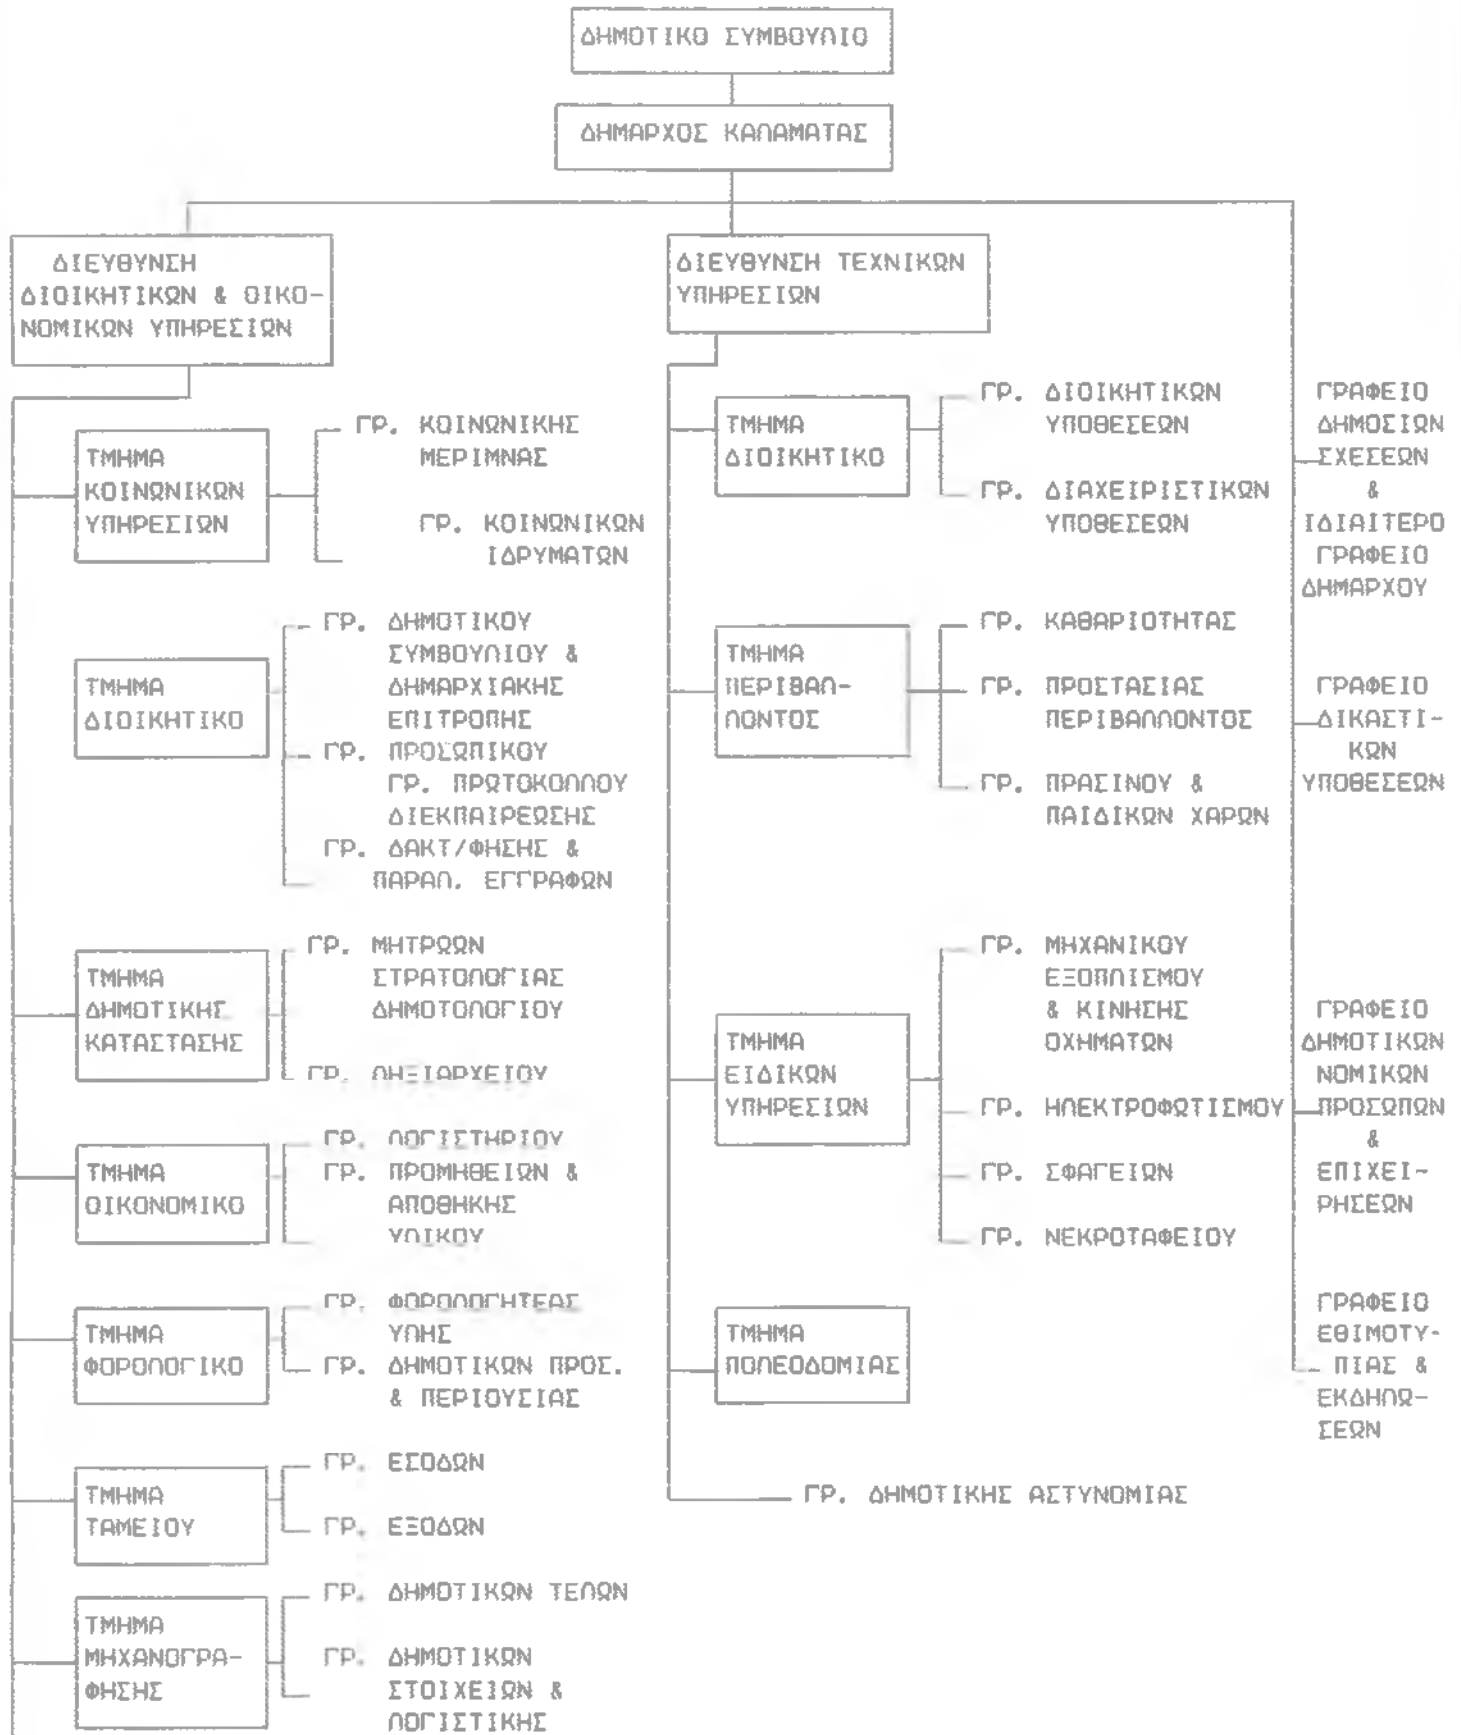 ΔΗΜΟΤΙΚΟ ΣΥΜΒΟΥΛΙΟ
ΔΗΜΑΡΧΟΣ ΚΑΛΑΜΑΤΑΣ
ΔΙΕΥΘΥΝΣΗ
ΔΙΟΙΚΗΤΙΚΩΝ & ΟΙΚΟ-
ΝΟΜΙΚΩΝ ΥΠΗΡΕΣΙΩΝ
ΤΜΗΜΑ
ΚΟΙΝΩΝΙΚΩΝ
ΥΠΗΡΕΣΙΩΝ
ΓΡ. ΚΟΙΝΩΝΙΚΗΣ
ΜΕΡΙΜΝΑΣ
ΓΡ. ΚΟΙΝΩΝΙΚΩΝ
ΙΔΡΥΜΑΤΩΝ
ΤΜΗΜΑ
ΔΙΟΙΚΗΤΙΚΟ
ΓΡ. ΔΗΜΟΤΙΚΟΥ
ΣΥΜΒΟΥΛΙΟΥ &
ΔΗΜΑΡΧΙΑΚΗΣ
ΕΠΙΤΡΟΠΗΣ
ΓΡ. ΠΡΟΣΩΠΙΚΟΥ
ΓΡ. ΠΡΩΤΟΚΟΛΛΟΥ
ΔΙΕΚΠΑΙΡΕΩΣΗΣ
ΓΡ. ΔΑΚΤ/ΦΗΣΗΣ &
ΠΑΡΑΛ. ΕΓΓΡΑΦΩΝ
ΤΜΗΜΑ
ΔΗΜΟΤΙΚΗΣ
ΚΑΤΑΣΤΑΣΗΣ
ΓΡ. ΜΗΤΡΩΩΝ
ΣΤΡΑΤΟΛΟΓΙΑΣ
ΔΗΜΟΤΟΛΟΓΙΟΥ
ΓΡ. ΛΗΞΙΑΡΧΕΙΟΥ
ΤΜΗΜΑ
ΟΙΚΟΝΟΜΙΚΟ
ΓΡ. ΛΟΓΙΣΤΗΡΙΟΥ
ΓΡ. ΠΡΟΜΗΘΕΙΩΝ &
ΑΠΟΘΗΚΗΣ
ΥΛΙΚΟΥ
ΤΜΗΜΑ
ΦΟΡΟΛΟΓΙΚΟ
ΓΡ. ΦΟΡΟΛΟΓΗΤΕΑΣ
ΥΛΗΣ
ΓΡ. ΔΗΜΟΤΙΚΩΝ ΠΡΟΣ.
& ΠΕΡΙΟΥΣΙΑΣ
ΤΜΗΜΑ
ΤΑΜΕΙΟΥ
ΓΡ. ΕΣΟΔΩΝ
ΓΡ. ΕΞΟΔΩΝ
ΤΜΗΜΑ
ΜΗΧΑΝΟΓΡΑ-
ΦΗΣΗΣ
ΓΡ. ΔΗΜΟΤΙΚΩΝ ΤΕΛΩΝ
ΓΡ. ΔΗΜΟΤΙΚΩΝ
ΣΤΟΙΧΕΙΩΝ &
ΛΟΓΙΣΤΙΚΗΣ
ΔΙΕΥΘΥΝΣΗ ΤΕΧΝΙΚΩΝ
ΥΠΗΡΕΣΙΩΝ
ΤΜΗΜΑ
ΔΙΟΙΚΗΤΙΚΟ
ΓΡ. ΔΙΟΙΚΗΤΙΚΩΝ
ΥΠΟΘΕΣΕΩΝ
ΓΡ. ΔΙΑΧΕΙΡΙΣΤΙΚΩΝ
ΥΠΟΘΕΣΕΩΝ
ΤΜΗΜΑ
ΠΕΡΙΒΑΛ-
ΛΟΝΤΟΣ
ΓΡ. ΚΑΘΑΡΙΟΤΗΤΑΣ
ΓΡ. ΠΡΟΣΤΑΣΙΑΣ
ΠΕΡΙΒΑΛΛΟΝΤΟΣ
ΓΡ. ΠΡΑΣΙΝΟΥ &
ΠΑΙΔΙΚΩΝ ΧΑΡΩΝ
ΤΜΗΜΑ
ΕΙΔΙΚΩΝ
ΥΠΗΡΕΣΙΩΝ
ΓΡ. ΜΗΧΑΝΙΚΟΥ
ΕΞΟΠΛΙΣΜΟΥ
& ΚΙΝΗΣΗΣ
ΟΧΗΜΑΤΩΝ
ΓΡ. ΗΛΕΚΤΡΟΦΩΤΙΣΜΟΥ
ΓΡ. ΣΦΑΓΕΙΩΝ
ΓΡ. ΝΕΚΡΟΤΑΦΕΙΟΥ
ΤΜΗΜΑ
ΠΟΛΕΟΔΟΜΙΑΣ
ΓΡ. ΔΗΜΟΤΙΚΗΣ ΑΣΤΥΝΟΜΙΑΣ
ΓΡΑΦΕΙΟ
ΔΗΜΟΣΙΩΝ
ΣΧΕΣΕΩΝ
&
ΙΔΙΑΙΤΕΡΟ
ΓΡΑΦΕΙΟ
ΔΗΜΑΡΧΟΥ
ΓΡΑΦΕΙΟ
ΔΙΚΑΣΤΙ-
ΚΩΝ
ΥΠΟΘΕΣΕΩΝ
ΓΡΑΦΕΙΟ
ΔΗΜΟΤΙΚΩΝ
ΝΟΜΙΚΩΝ
ΠΡΟΣΩΠΩΝ
&
ΕΠΙΧΕΙ-
ΡΗΣΕΩΝ
ΓΡΑΦΕΙΟ
ΕΘΙΜΟΤΥ-
ΠΙΑΣ &
ΕΚΔΗΛΩ-
ΣΕΩΝ